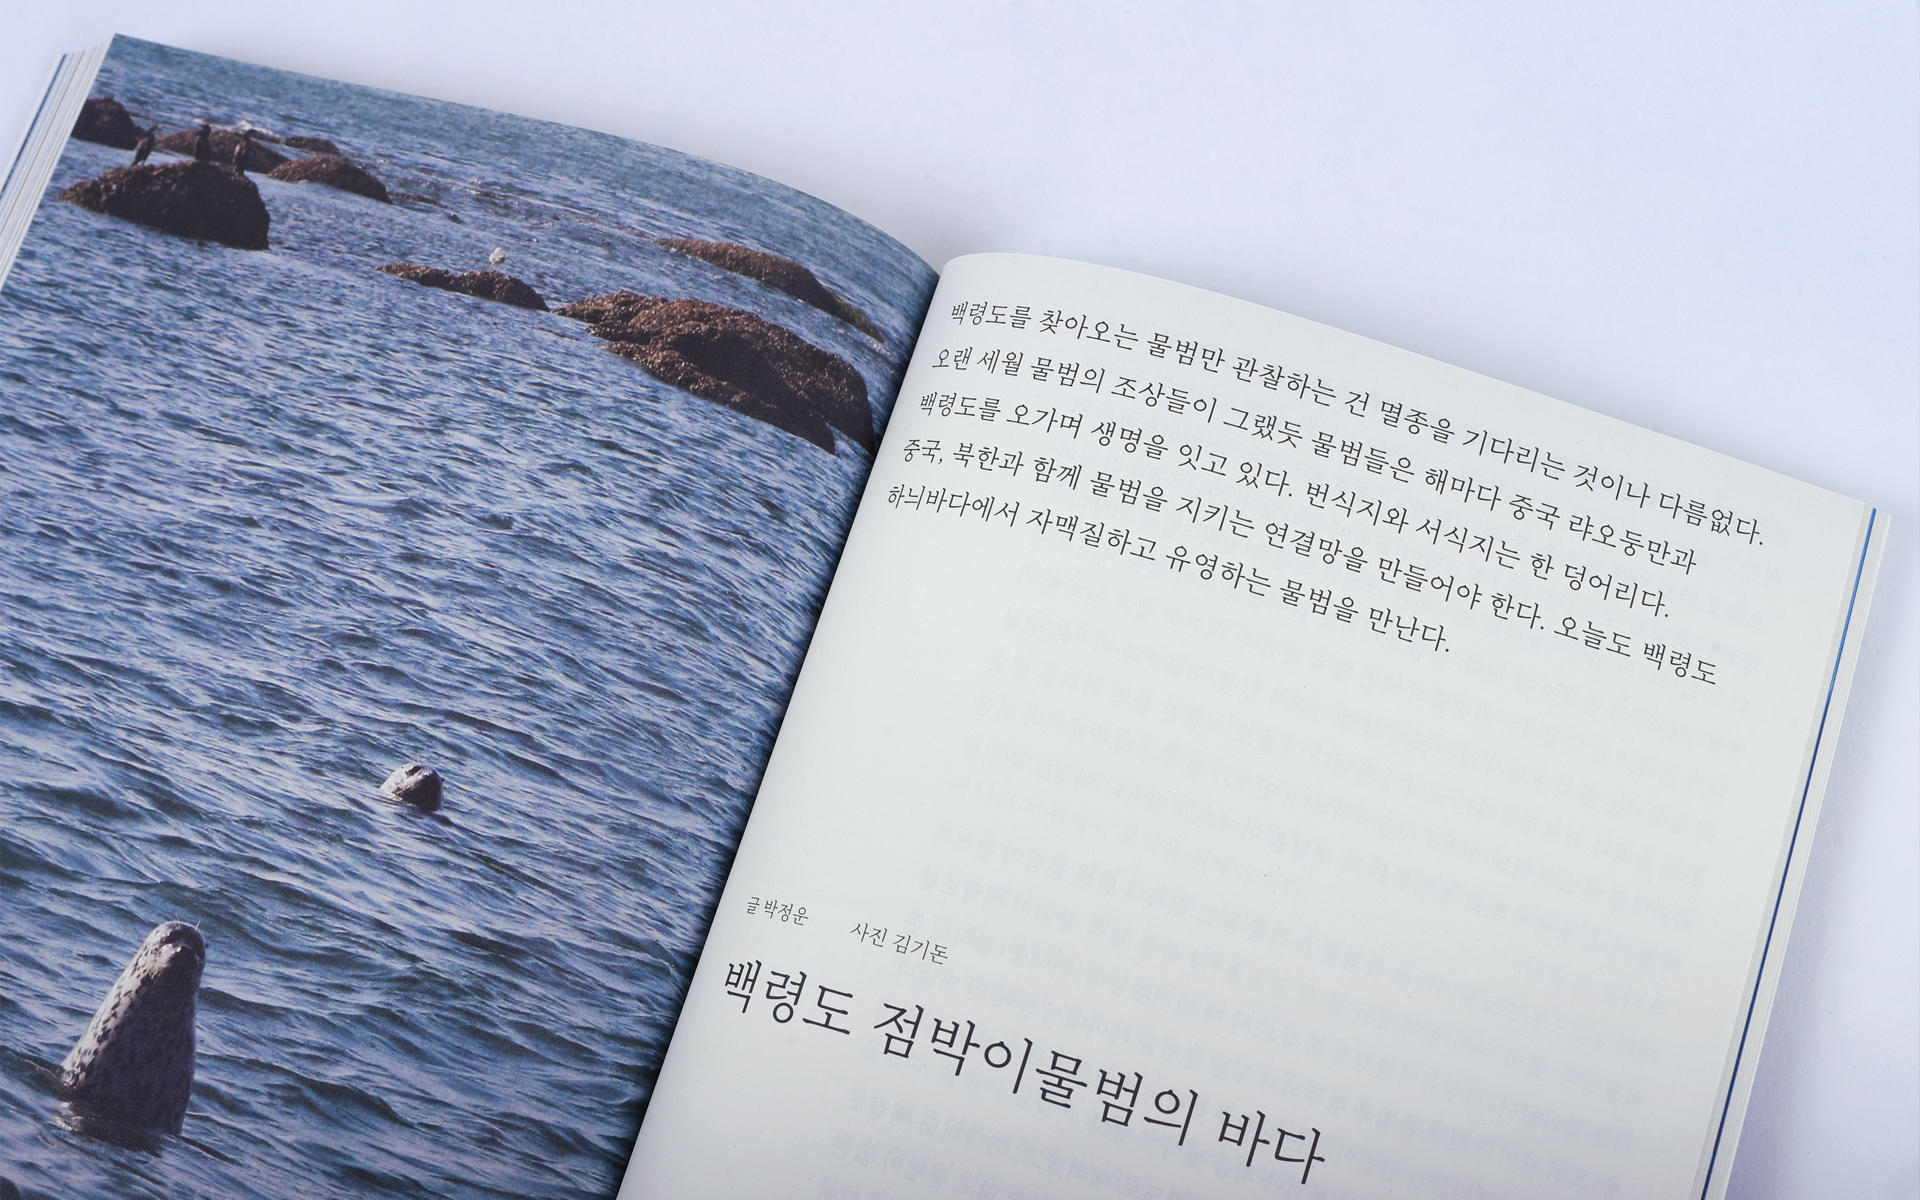 백령도를 찾아오는 물범만 관찰하는 건 멸종을 기다리는 것이나 다름없다.
오랜 세월 물범의 조상들이 그랬듯 물범들은 해마다 중국 랴오둥만과
백령도를 오가며 생명을 잇고 있다. 번식지와 서식지는 한 덩어리다.
중국, 북한과 함께 물범을 지키는 연결망을 만들어야 한다. 오늘도 백령도
하늬바다에서 자맥질하고 유영하는 물범을 만난다.
글 박정운 사진 김기돈
백령도 점박이물범의 바다